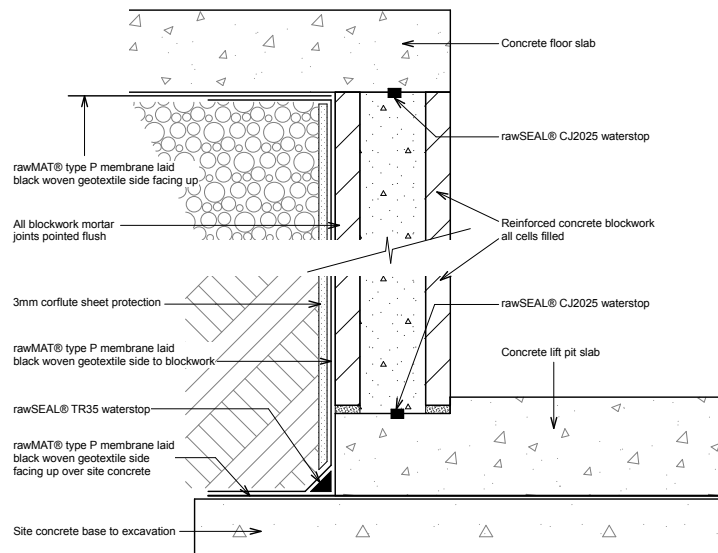 Concrete floor slab
rawSEAL® CJ2025 waterstop
rawMAT® type P membrane laid
black woven geotextile side facing up
All blockwork mortar
joints pointed flush
Reinforced concrete blockwork
all cells filled
3mm corflute sheet protection
rawSEAL® CJ2025 waterstop
rawMAT® type P membrane laid
black woven geotextile side to blockwork
Concrete lift pit slab
rawSEAL® TR35 waterstop
rawMAT® type P membrane laid
black woven geotextile side
facing up over site concrete
Site concrete base to excavation